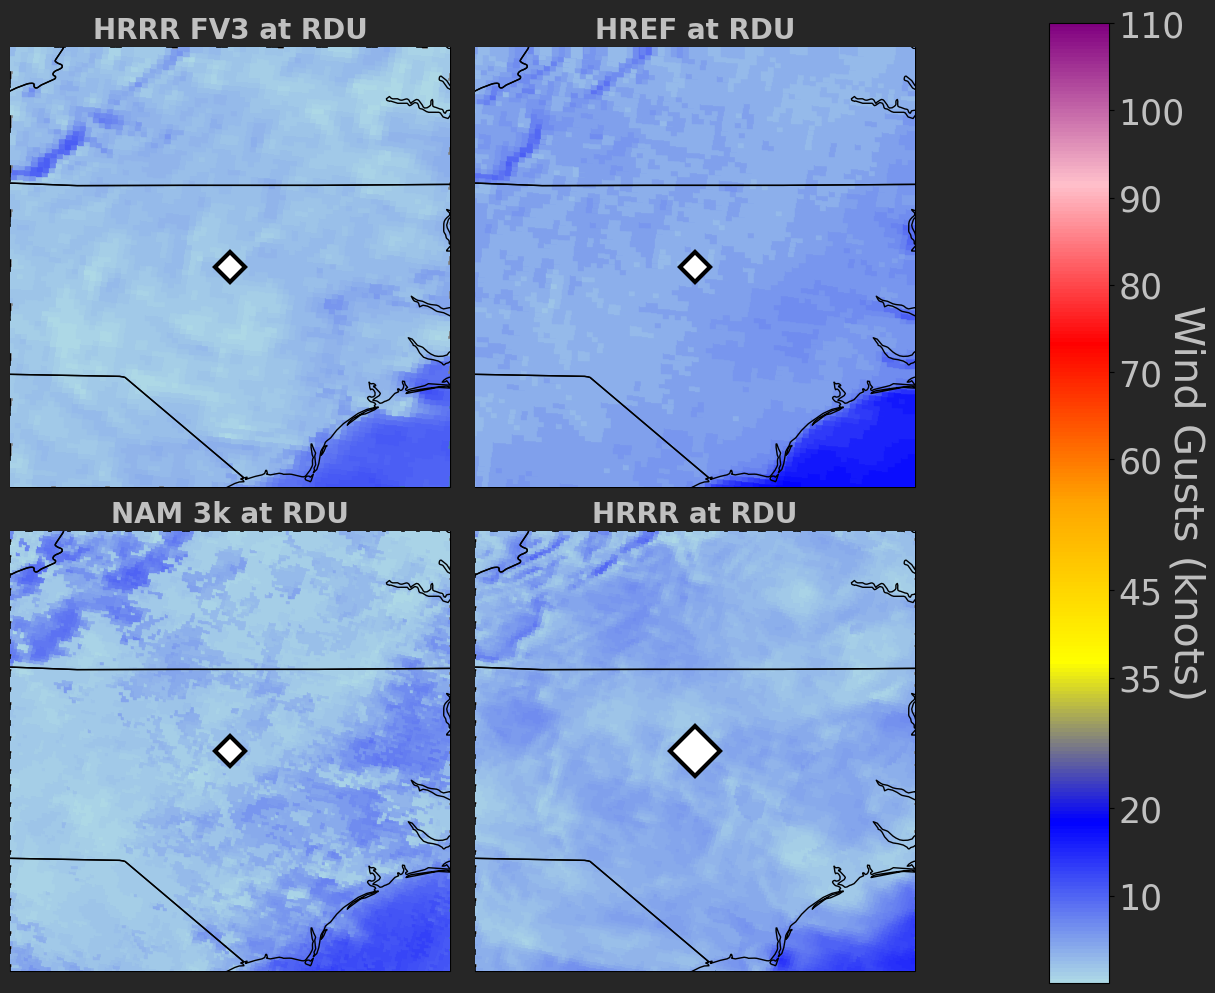 HRRR FV3 at RDU
HREF at RDU
NAM 3k at RDU
HRRR at RDU
110
100
90
80
70
60
45
35
20
10
Wind Gusts (knots)